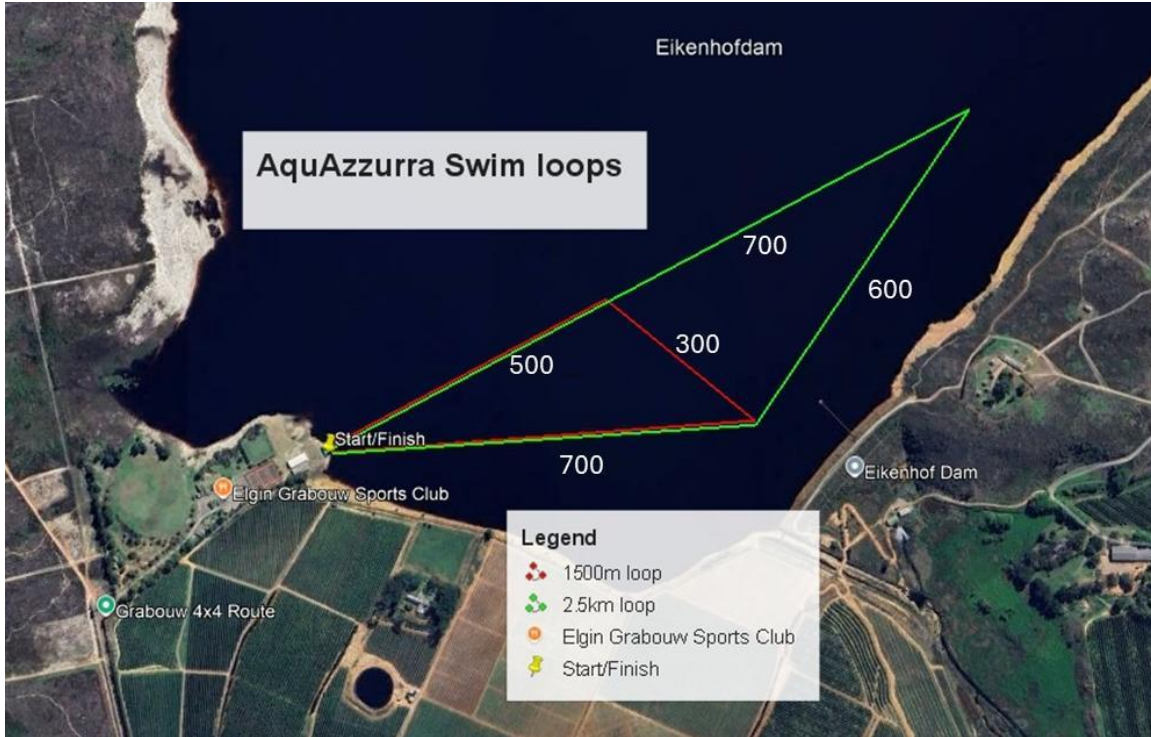 Eikenhofdam
AquAzzurra Swim loops
700
600
300
500
Start/Finish
700
Eikenhof Dam
Elgin Grabouw Sports Club
Grabouw 4x4 Route
Legend
1500m loop
2.5km loop
Elgin Grabouw Sports Club
Start/Finish